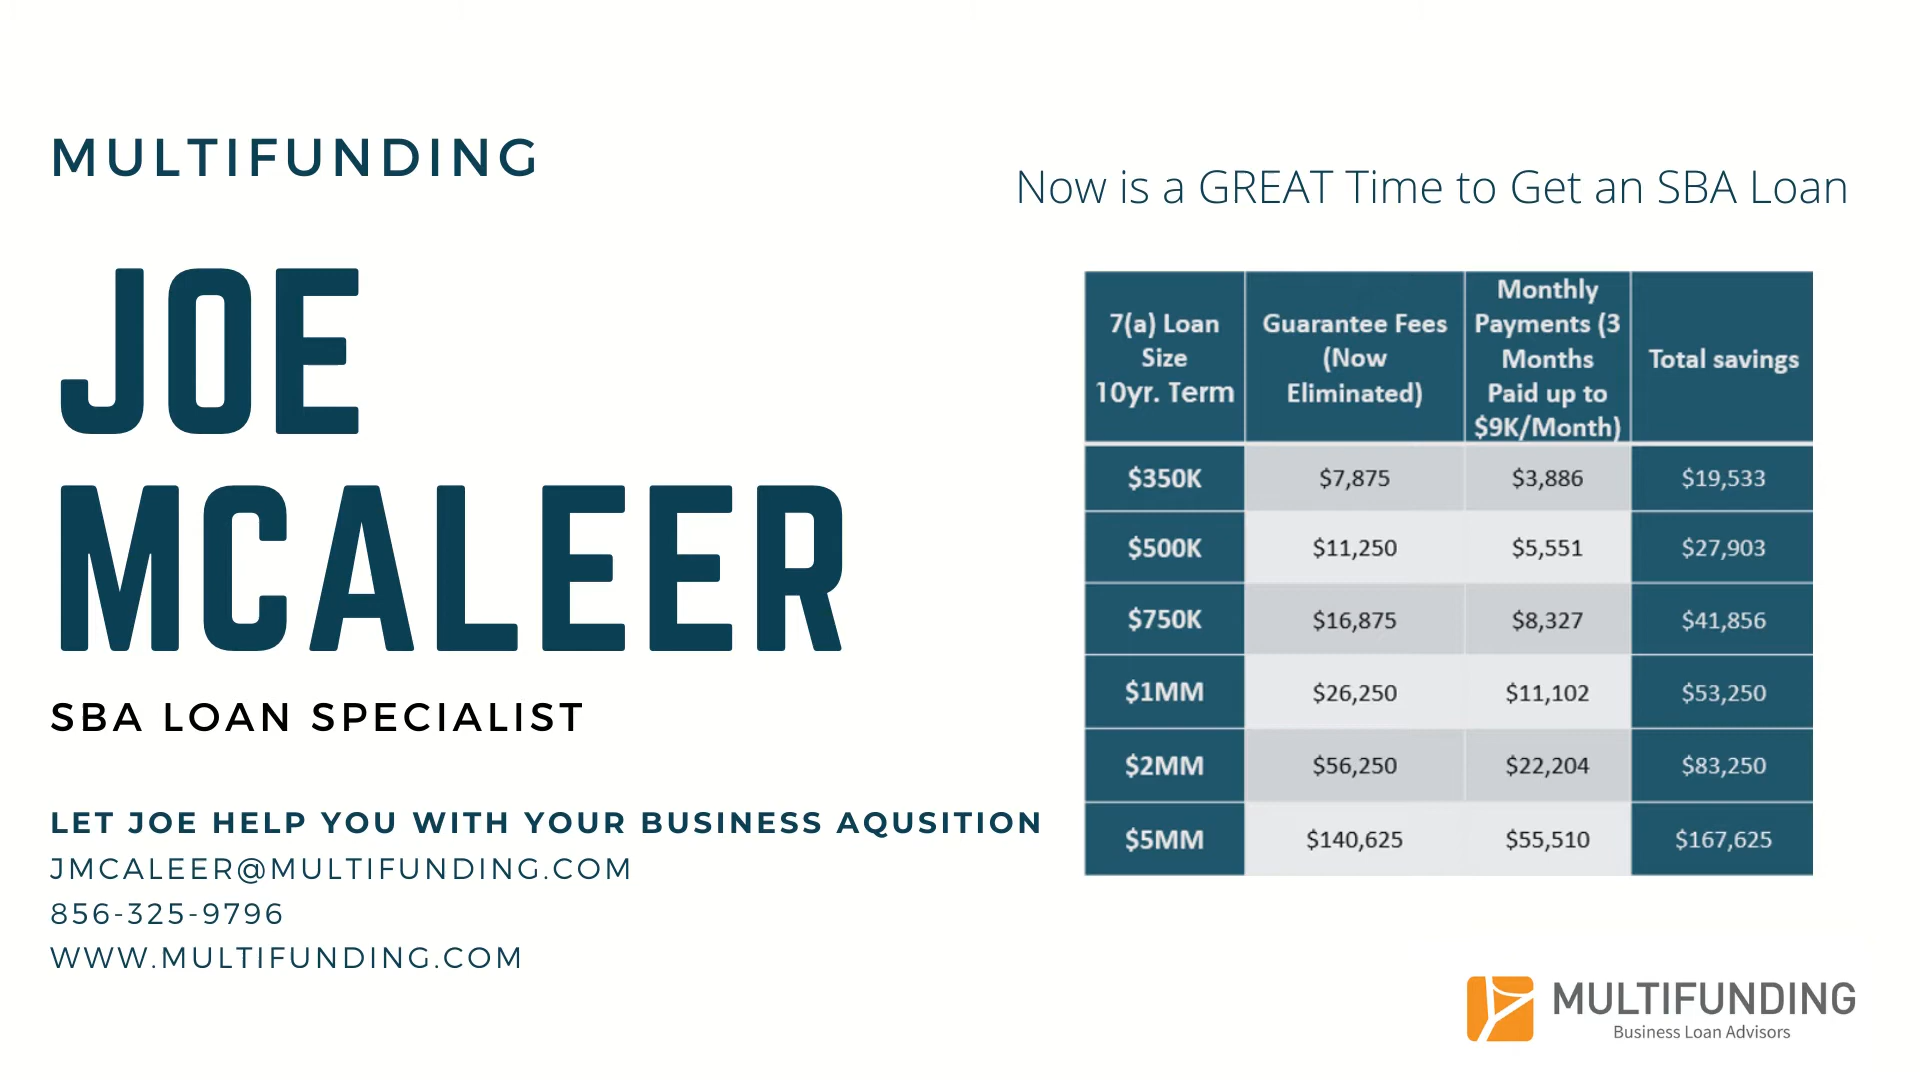 MULTIFUNDING
JOE
MCALEER
SBA LOAN SPECIALIST
LET JOE HELP YOU WITH YOUR BUSINESS AQUSITION
JMCALEER@MULTIFUNDING.COM
856-325-9796
WWW.MULTIFUNDING.COM
Now is a GREAT Time to Get an SBA Loan
7(a) Loan
Size
10yr. Term
Guarantee Fees
(Now
Eliminated)
Monthly
Payments (3
Months
Paid up to
$9K/Month)
Total savings
$350K $7,875 $3,886 $19,533
$500K $11,250 $5,551 $27,903
$750K $16,875 $8,327 $41,856
$1MM $26,250 $11,102 $53,250
$2MM $56,250 $22,204 $83,250
$5MM $140,625 $55,510 $167,625
MULTIFUNDING
Business Loan Advisors